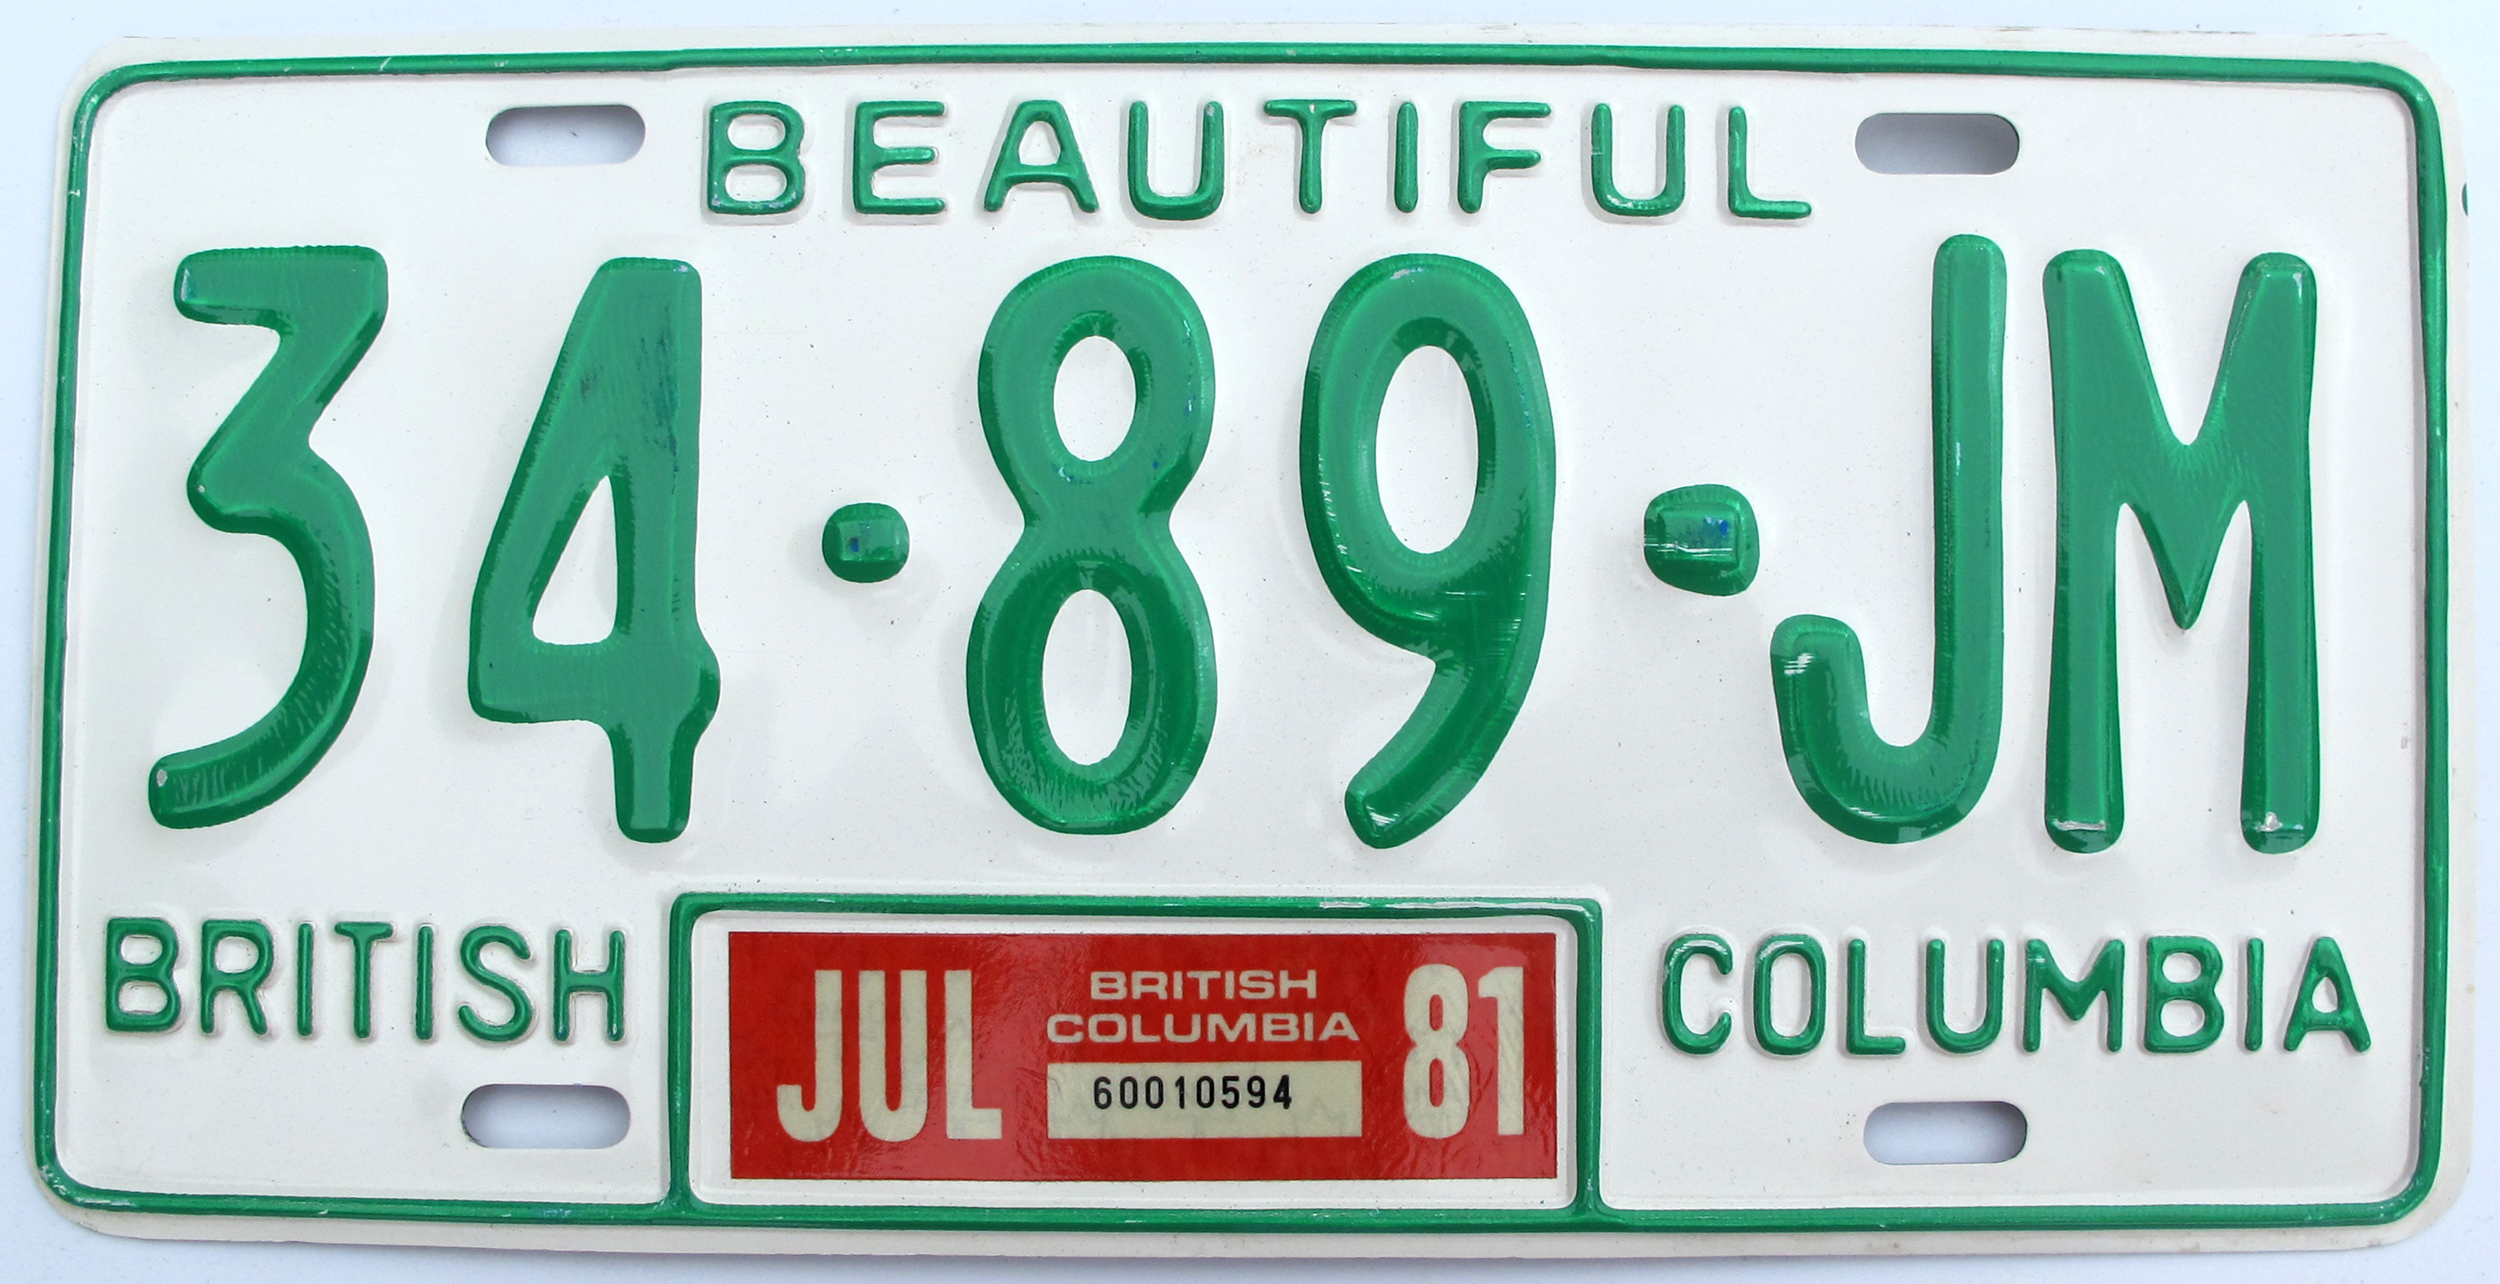 BEAUTIFUL
34·89·JM
BRITISH
JUL
BRITISH
COLUMBIA
60010594
81
COLUMBIA